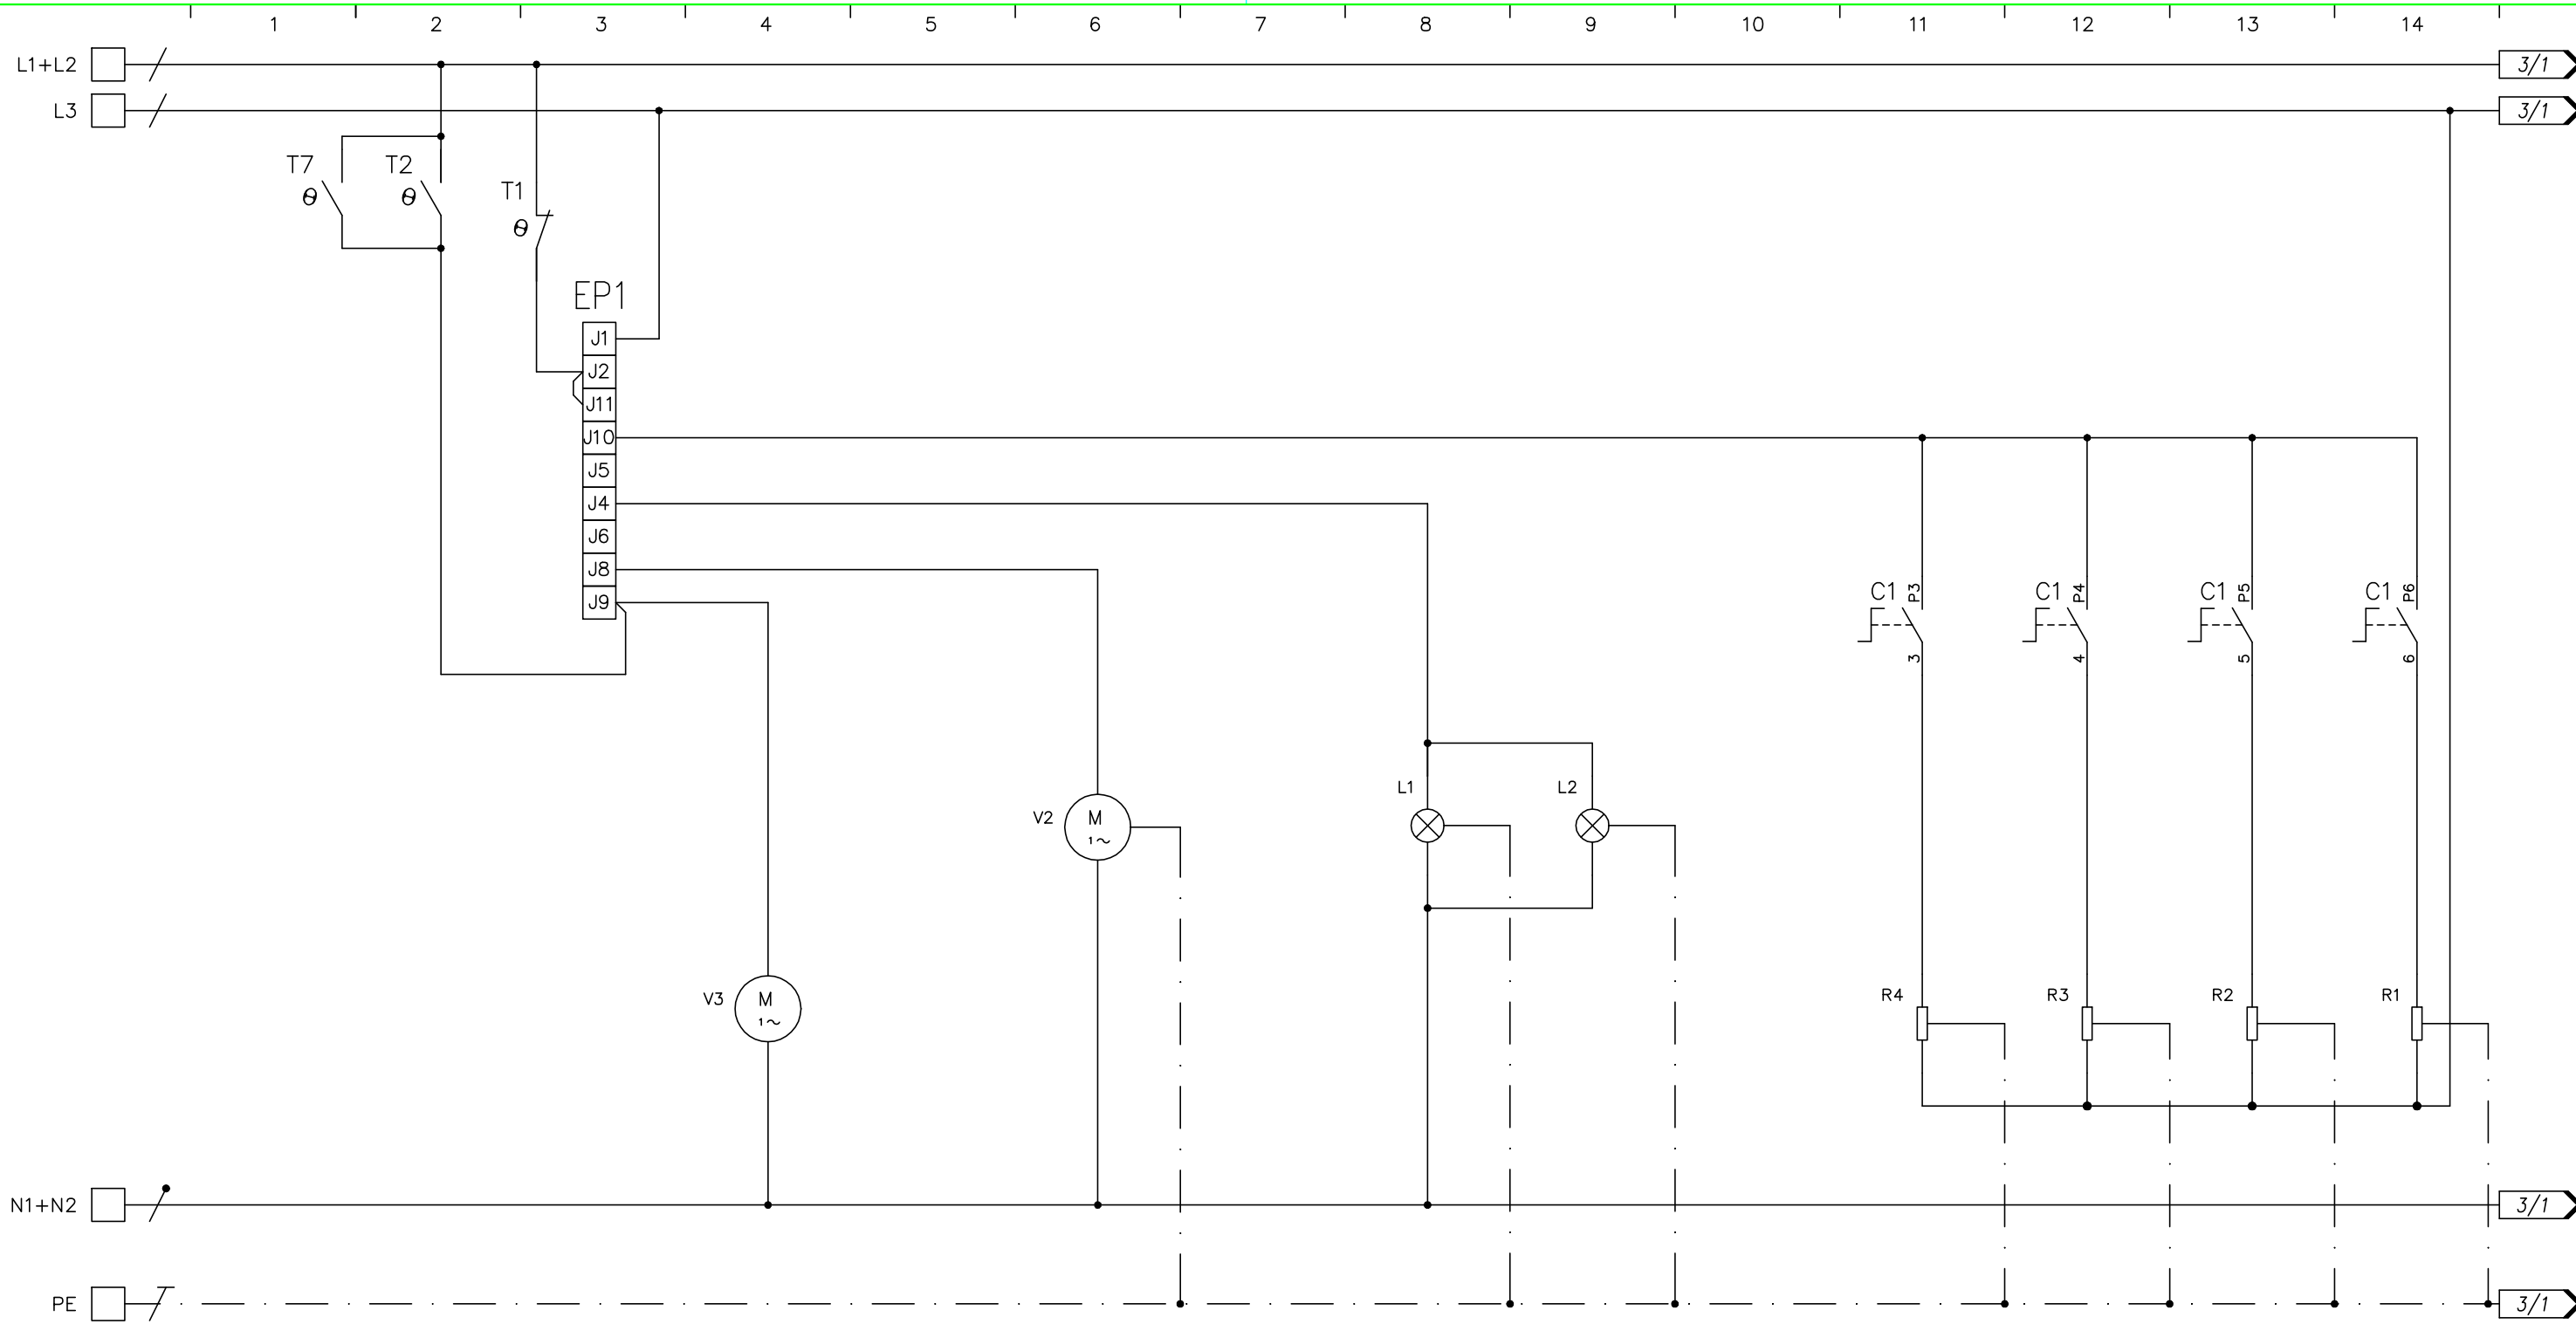 1 2 3 4 5 6 7 8 9 10 11 12 13 14
L1+L2 3/1
L3 3/1
T7 T2 T1
θ θ θ
EP1
J1
J2
J11
J10
J5
J4
J6
J8
J9
C1 P3 C1 P4 C1 P5 C1 P6
3 4 5 6
L1 L2
V2 M
1~
V3 M
1~
R4 R3 R2 R1
N1+N2 3/1
PE 3/1